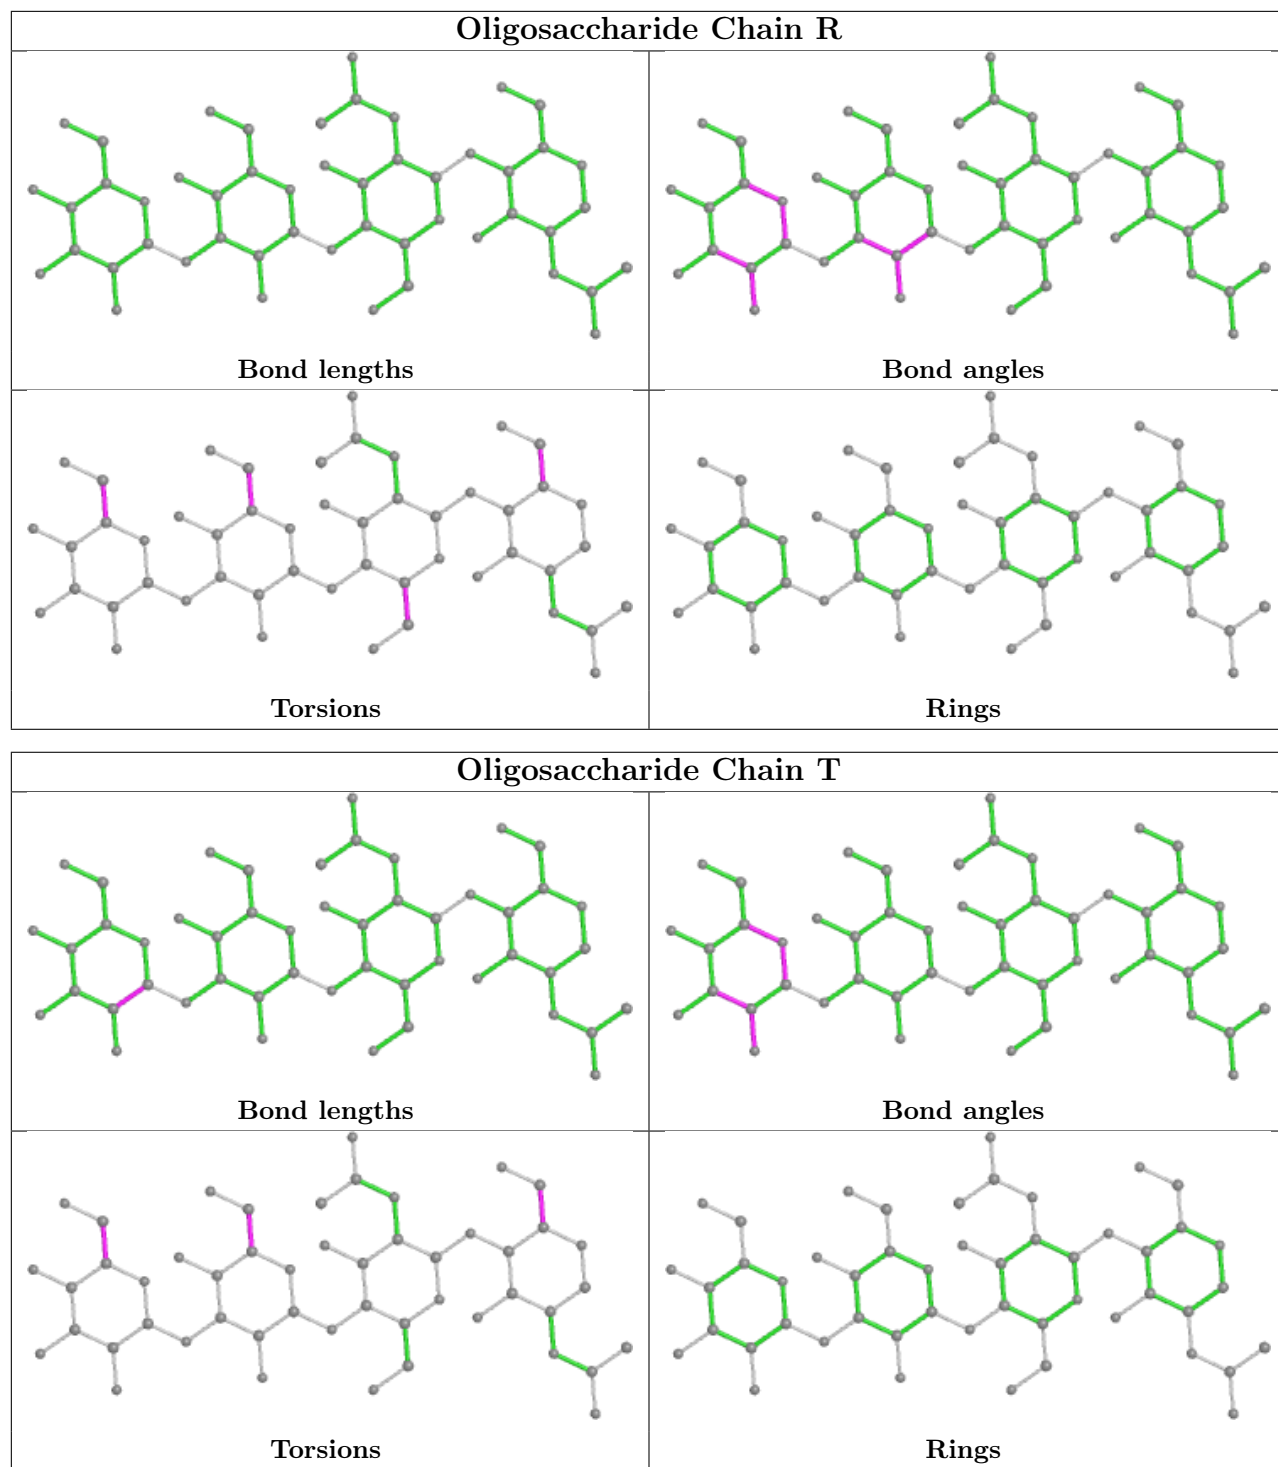 Oligosaccharide Chain R
Bond lengths
Bond angles
Torsions
Rings
Oligosaccharide Chain T
Bond lengths
Bond angles
Torsions
Rings